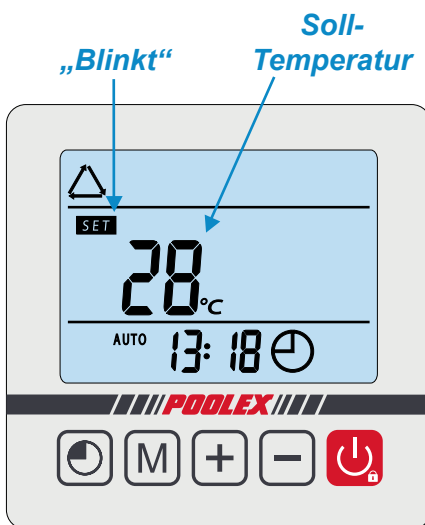 Soll-
„Blinkt“ Temperatur
SET
28 °C
AUTO 13:18
POOLEX
M + −